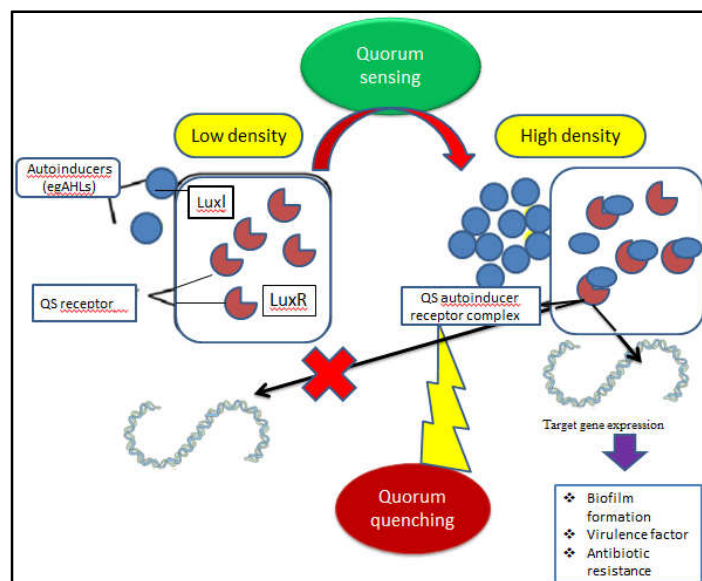 Quorum
sensing
Low density
High density
Autoinducers
(egAHLs)
LuxI
QS receptor
LuxR
QS autoinducer
receptor complex
Target gene expression
Quorum
quenching
❖ Biofilm
formation
❖ Virulence factor
❖ Antibiotic
resistance